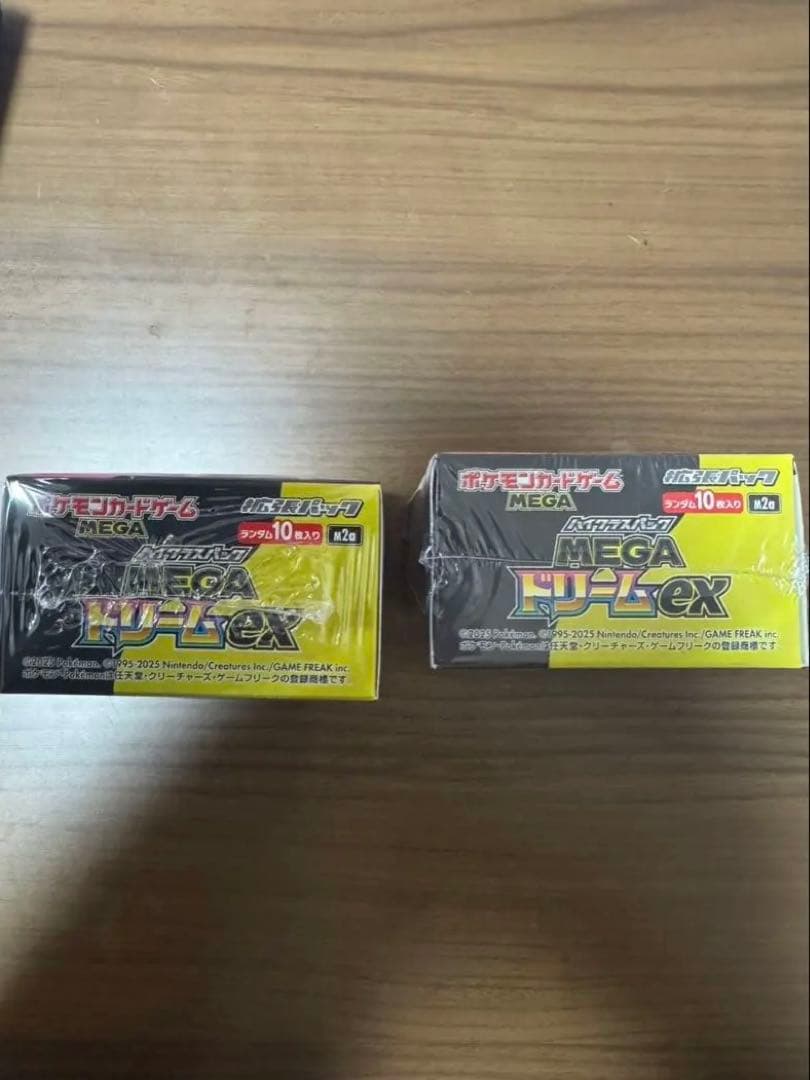 ポケモンカードゲーム
MEGA
拡張パック
ランダム10枚入り M2a
ハイクラスパック
MEGA
ドリームex
©2025 Pokémon. ©1995-2025 Nintendo/Creatures Inc./GAME FREAK inc.
ポケモン・Pokémonは任天堂・クリーチャーズ・ゲームフリークの登録商標です。
ポケモンカードゲーム
MEGA
拡張パック
ランダム10枚入り M2a
ハイクラスパック
MEGA
ドリームex
©2025 Pokémon. ©1995-2025 Nintendo/Creatures Inc./GAME FREAK inc.
ポケモン・Pokémonは任天堂・クリーチャーズ・ゲームフリークの登録商標です。